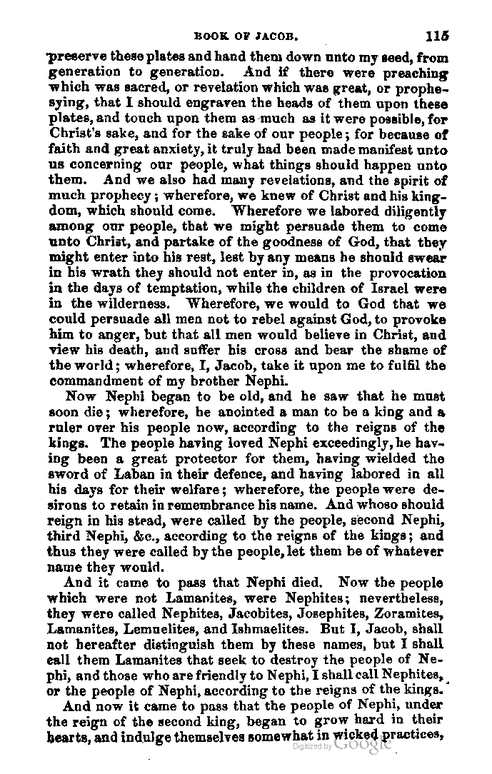 BOOK OF JACOB. 115
preserve these plates and hand them down unto my seed, from
generation to generation. And if there were preaching
which was sacred, or revelation which was great, or prophe-
sying, that I should engraven the heads of them upon these
plates, and touch upon them as much as it were possible, for
Christ's sake, and for the sake of our people; for because of
faith and great anxiety, it truly had been made manifest unto
us concerning our people, what things should happen unto
them. And we also had many revelations, and the spirit of
much prophecy; wherefore, we knew of Christ and his king-
dom, which should come. Wherefore we labored diligently
among our people, that we might persuade them to come
unto Christ, and partake of the goodness of God, that they
might enter into his rest, lest by any means he should swear
in his wrath they should not enter in, as in the provocation
in the days of temptation, while the children of Israel were
in the wilderness. Wherefore, we would to God that we
could persuade all men not to rebel against God, to provoke
him to anger, but that all men would believe in Christ, and
view his death, and suffer his cross and bear the shame of
the world; wherefore, I, Jacob, take it upon me to fulfil the
commandment of my brother Nephi.
Now Nephi began to be old, and he saw that he must
soon die; wherefore, he anointed a man to be a king and a
ruler over his people now, according to the reigns of the
kings. The people having loved Nephi exceedingly, he hav-
ing been a great protector for them, having wielded the
sword of Laban in their defence, and having labored in all
his days for their welfare; wherefore, the people were de-
sirous to retain in remembrance his name. And whoso should
reign in his stead, were called by the people, second Nephi,
third Nephi, &c., according to the reigns of the kings; and
thus they were called by the people, let them be of whatever
name they would.
And it came to pass that Nephi died. Now the people
which were not Lamanites, were Nephites; nevertheless,
they were called Nephites, Jacobites, Josephites, Zoramites,
Lamanites, Lemuelites, and Ishmaelites. But I, Jacob, shall
not hereafter distinguish them by these names, but I shall
call them Lamanites that seek to destroy the people of Ne-
phi, and those who are friendly to Nephi, I shall call Nephites,
or the people of Nephi, according to the reigns of the kings.
And now it came to pass that the people of Nephi, under
the reign of the second king, began to grow hard in their
hearts, and indulge themselves somewhat in wicked practices,
Digitized by Google